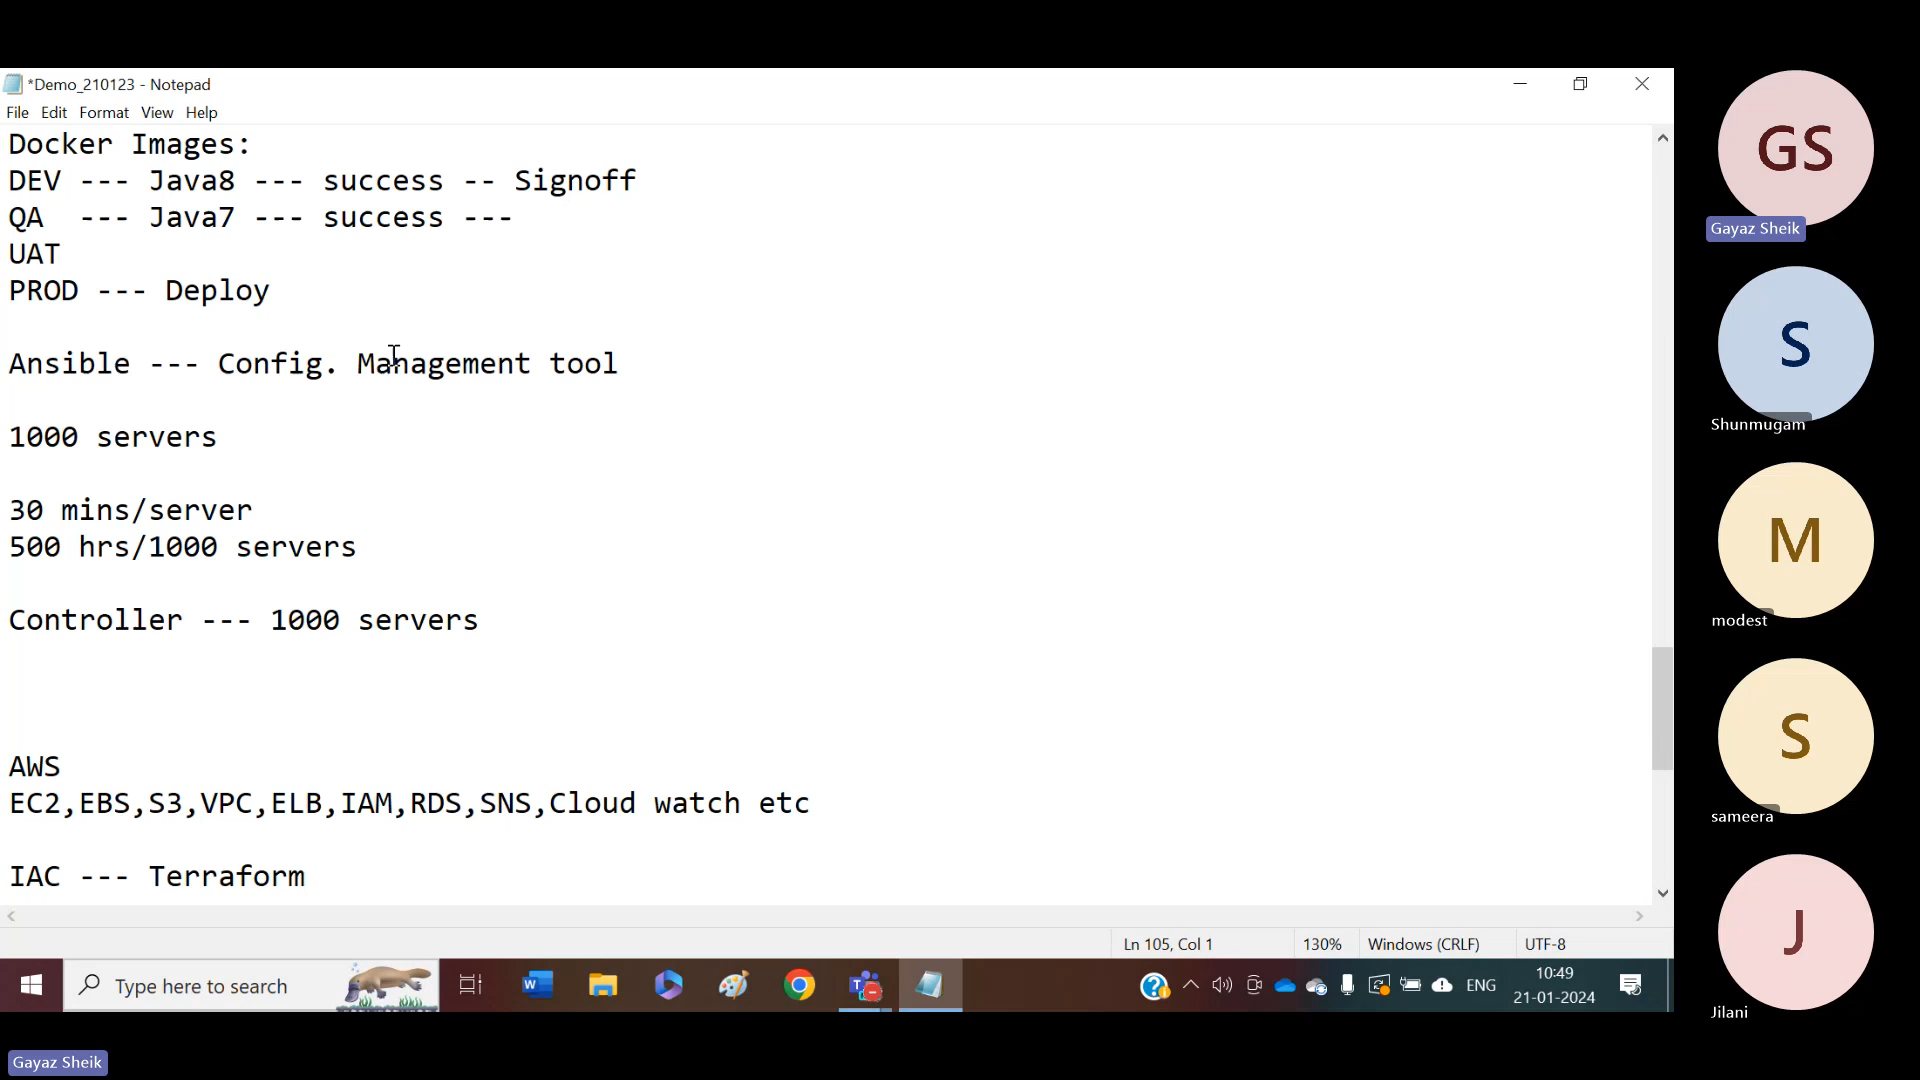 *Demo_210123 - Notepad
File Edit Format View Help
Docker Images:
DEV --- Java8 --- success -- Signoff
QA  --- Java7 --- success ---
UAT
PROD --- Deploy
Ansible --- Config. Management tool
1000 servers
30 mins/server
500 hrs/1000 servers
Controller --- 1000 servers
AWS
EC2,EBS,S3,VPC,ELB,IAM,RDS,SNS,Cloud watch etc
IAC --- Terraform
Ln 105, Col 1
130%
Windows (CRLF)
UTF-8
Type here to search
ENG
10:49
21-01-2024
GS
Gayaz Sheik
S
Shunmugam
M
modest
S
sameera
J
Jilani
Gayaz Sheik